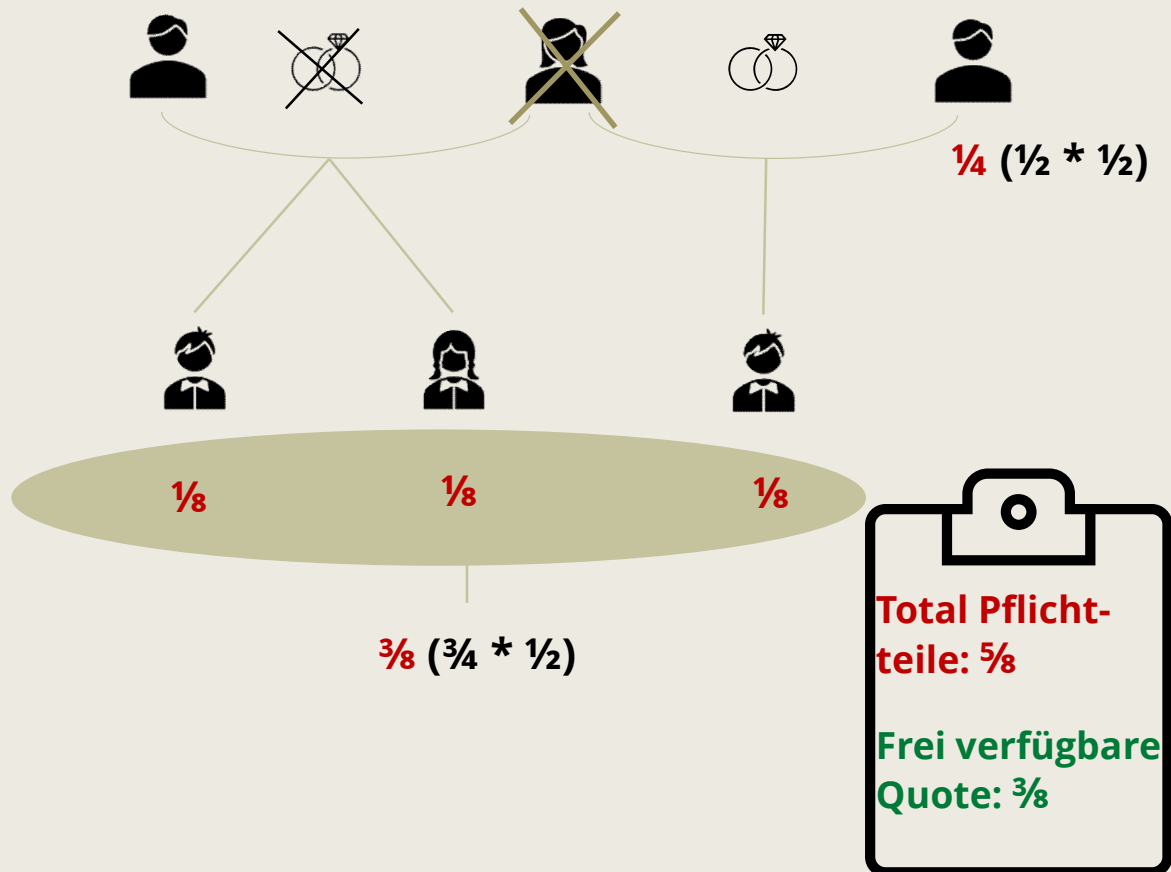 ¼ (½ * ½)
⅛ ⅛ ⅛
⅜ (¾ * ½)
Total Pflicht-
teile: ⅝
Frei verfügbare
Quote: ⅜